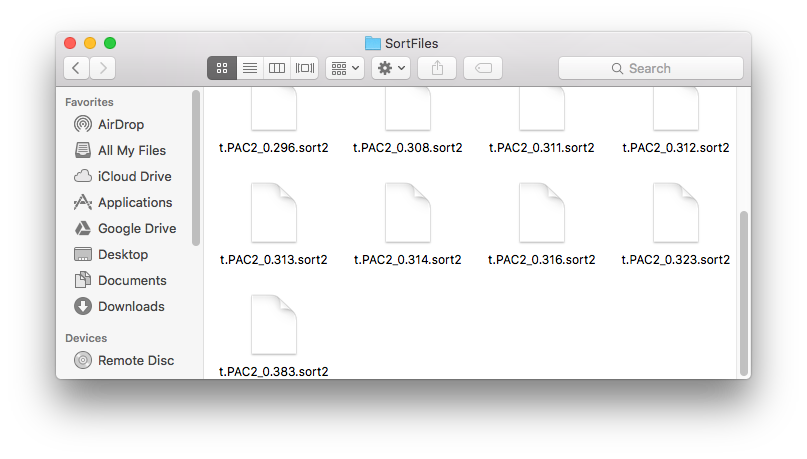 SortFiles
Search
Favorites
AirDrop
All My Files
iCloud Drive
Applications
Google Drive
Desktop
Documents
Downloads
Devices
Remote Disc
t.PAC2_0.296.sort2 t.PAC2_0.308.sort2 t.PAC2_0.311.sort2 t.PAC2_0.312.sort2
t.PAC2_0.313.sort2 t.PAC2_0.314.sort2 t.PAC2_0.316.sort2 t.PAC2_0.323.sort2
t.PAC2_0.383.sort2